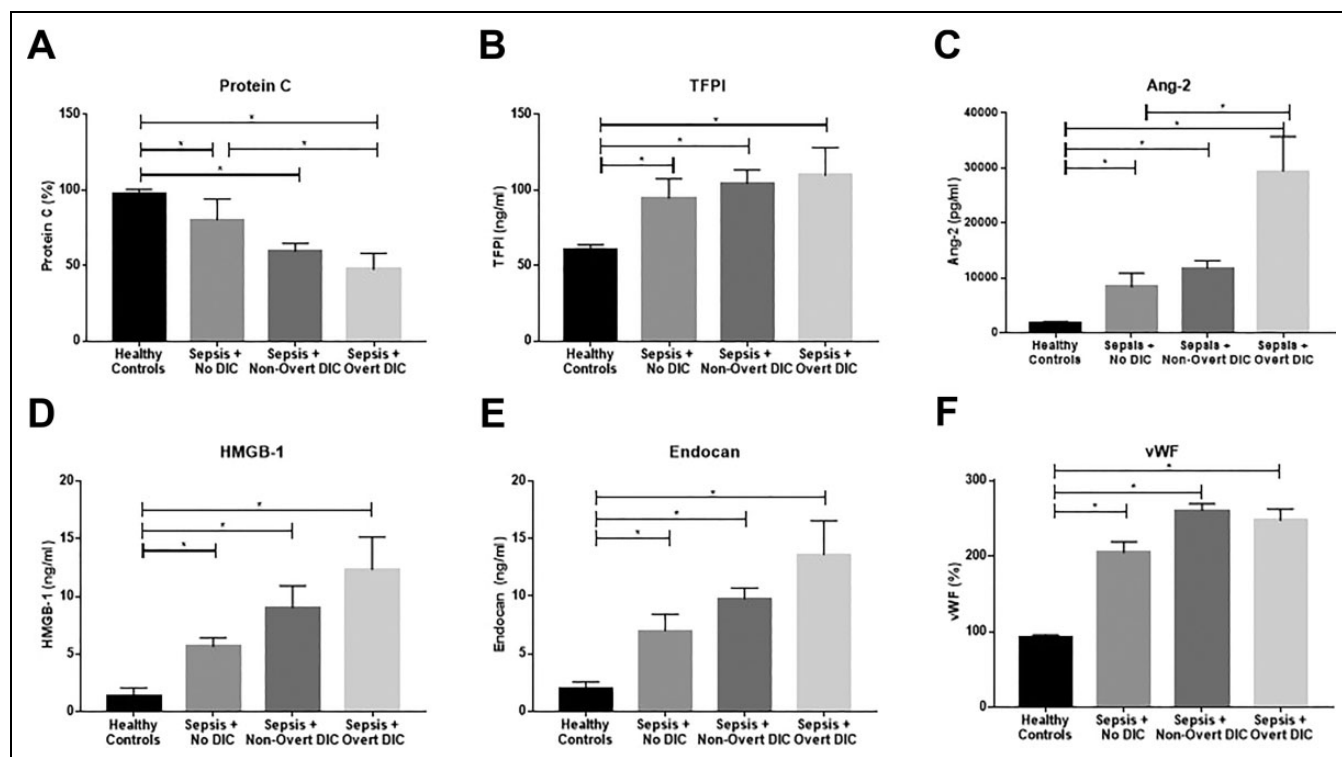 A
Protein C
150
100
50
0
Protein C (%)
*
*
*
*
Healthy Controls
Sepsis + No DIC
Sepsis + Non-Overt DIC
Sepsis + Overt DIC
B
TFPI
150
100
50
0
TFPI (ng/ml)
*
*
*
Healthy Controls
Sepsis + No DIC
Sepsis + Non-Overt DIC
Sepsis + Overt DIC
C
Ang-2
40000
30000
20000
10000
0
Ang-2 (pg/ml)
*
*
*
*
Healthy Controls
Sepsis + No DIC
Sepsis + Non-Overt DIC
Sepsis + Overt DIC
D
HMGB-1
20
15
10
5
0
HMGB-1 (ng/ml)
*
*
*
Healthy Controls
Sepsis + No DIC
Sepsis + Non-Overt DIC
Sepsis + Overt DIC
E
Endocan
20
15
10
5
0
Endocan (ng/ml)
*
*
*
Healthy Controls
Sepsis + No DIC
Sepsis + Non-Overt DIC
Sepsis + Overt DIC
F
vWF
300
200
100
0
vWF (%)
*
*
*
Healthy Controls
Sepsis + No DIC
Sepsis + Non-Overt DIC
Sepsis + Overt DIC